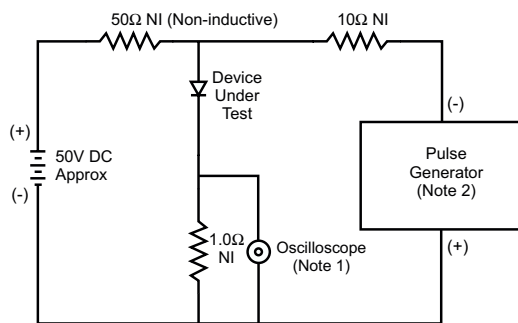 50Ω NI (Non-inductive)
10Ω NI
Device
Under
Test
(-)
(+)
50V DC
Approx
(-)
Pulse
Generator
(Note 2)
1.0Ω
NI
Oscilloscope
(Note 1)
(+)